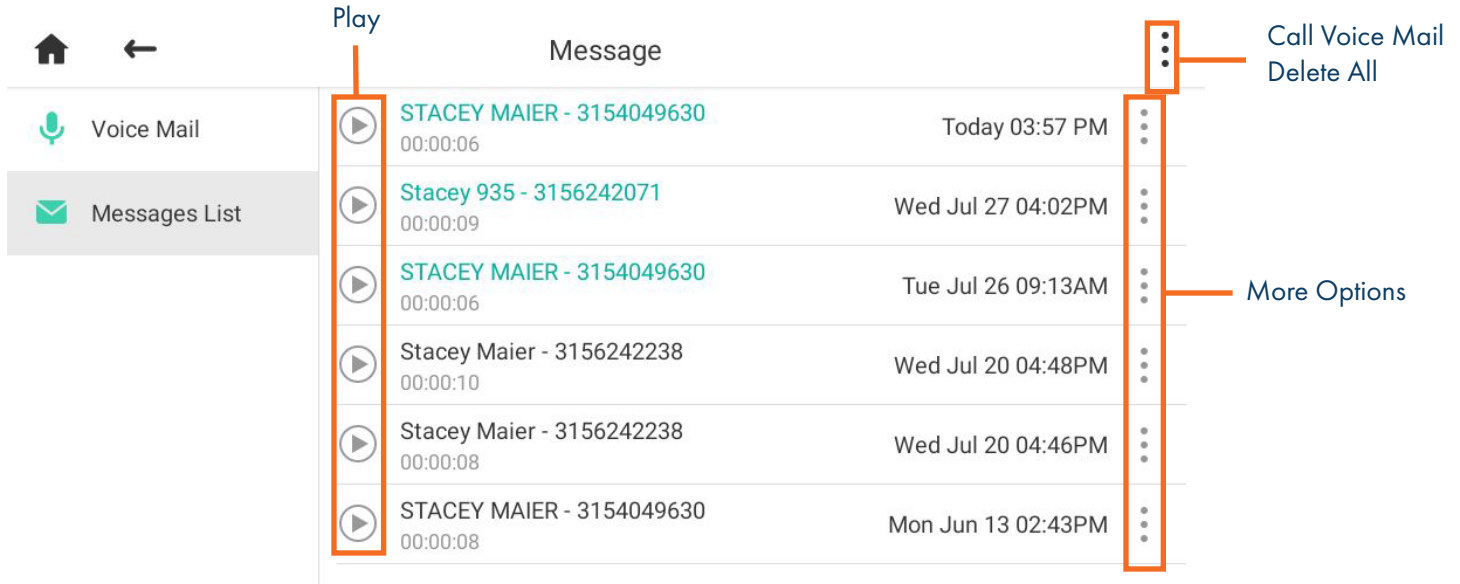 Play
Message
Call Voice Mail
Delete All
Voice Mail
Messages List
STACEY MAIER - 3154049630
00:00:06
Today 03:57 PM
Stacey 935 - 3156242071
00:00:09
Wed Jul 27 04:02PM
STACEY MAIER - 3154049630
00:00:06
Tue Jul 26 09:13AM
More Options
Stacey Maier - 3156242238
00:00:10
Wed Jul 20 04:48PM
Stacey Maier - 3156242238
00:00:08
Wed Jul 20 04:46PM
STACEY MAIER - 3154049630
00:00:08
Mon Jun 13 02:43PM